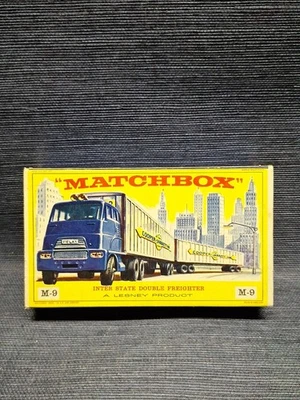 "MATCHBOX"
INTER STATE DOUBLE FREIGHTER
M-9
A LESNEY PRODUCT
M-9